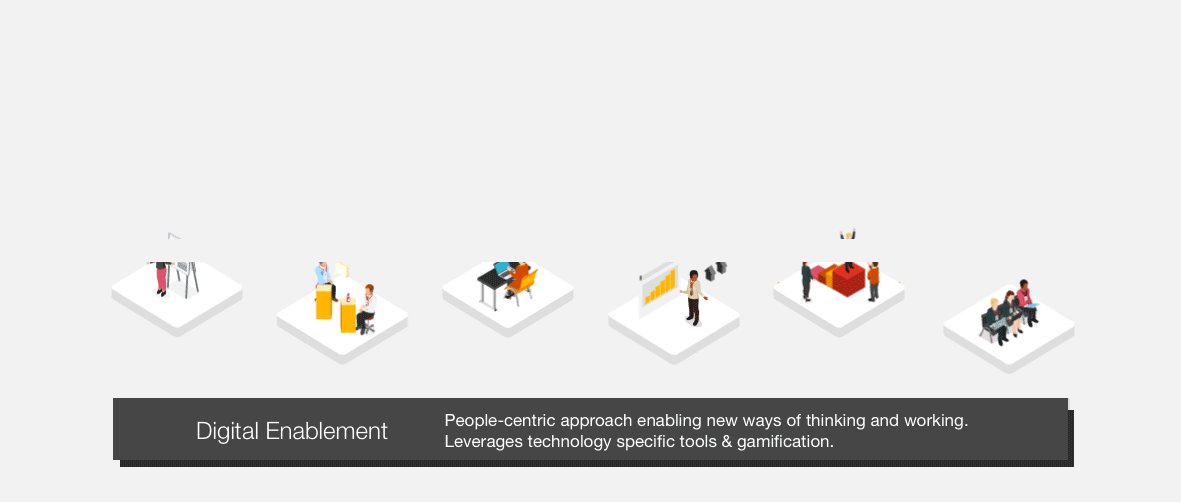 Digital Enablement
People-centric approach enabling new ways of thinking and working.
Leverages technology specific tools & gamification.